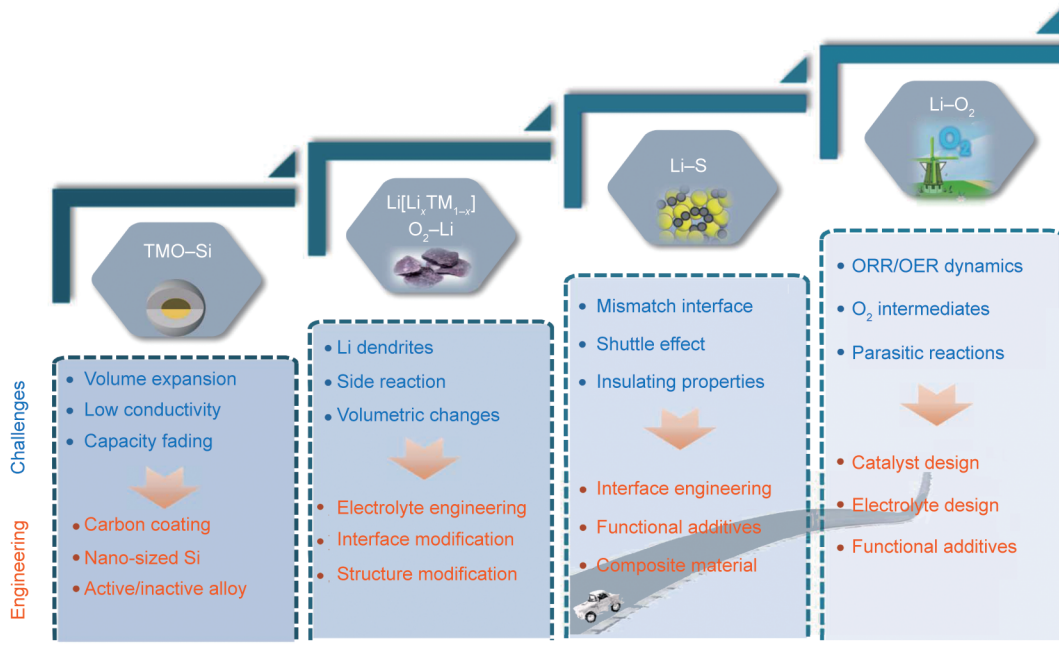 TMO–Si
Volume expansion
Low conductivity
Capacity fading
Carbon coating
Nano-sized Si
Active/inactive alloy
Li[LiₓTM₁₋ₓ]
O₂–Li
Li dendrites
Side reaction
Volumetric changes
Electrolyte engineering
Interface modification
Structure modification
Li–S
Mismatch interface
Shuttle effect
Insulating properties
Interface engineering
Functional additives
Composite material
Li–O₂
O₂
ORR/OER dynamics
O₂ intermediates
Parasitic reactions
Catalyst design
Electrolyte design
Functional additives
Challenges
Engineering